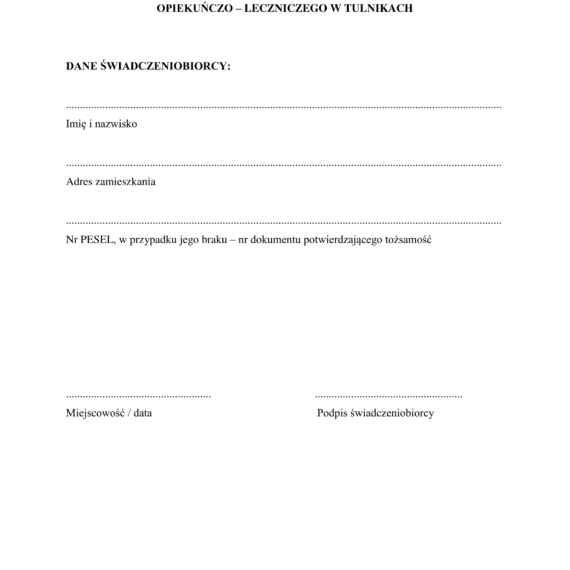 OPIEKUŃCZO – LECZNICZEGO W TULNIKACH
DANE ŚWIADCZENIOBIORCY:
................................................................................................................................................................
Imię i nazwisko
................................................................................................................................................................
Adres zamieszkania
................................................................................................................................................................
Nr PESEL, w przypadku jego braku – nr dokumentu potwierdzającego tożsamość
.................................................... .....................................................
Miejscowość / data Podpis świadczeniobiorcy